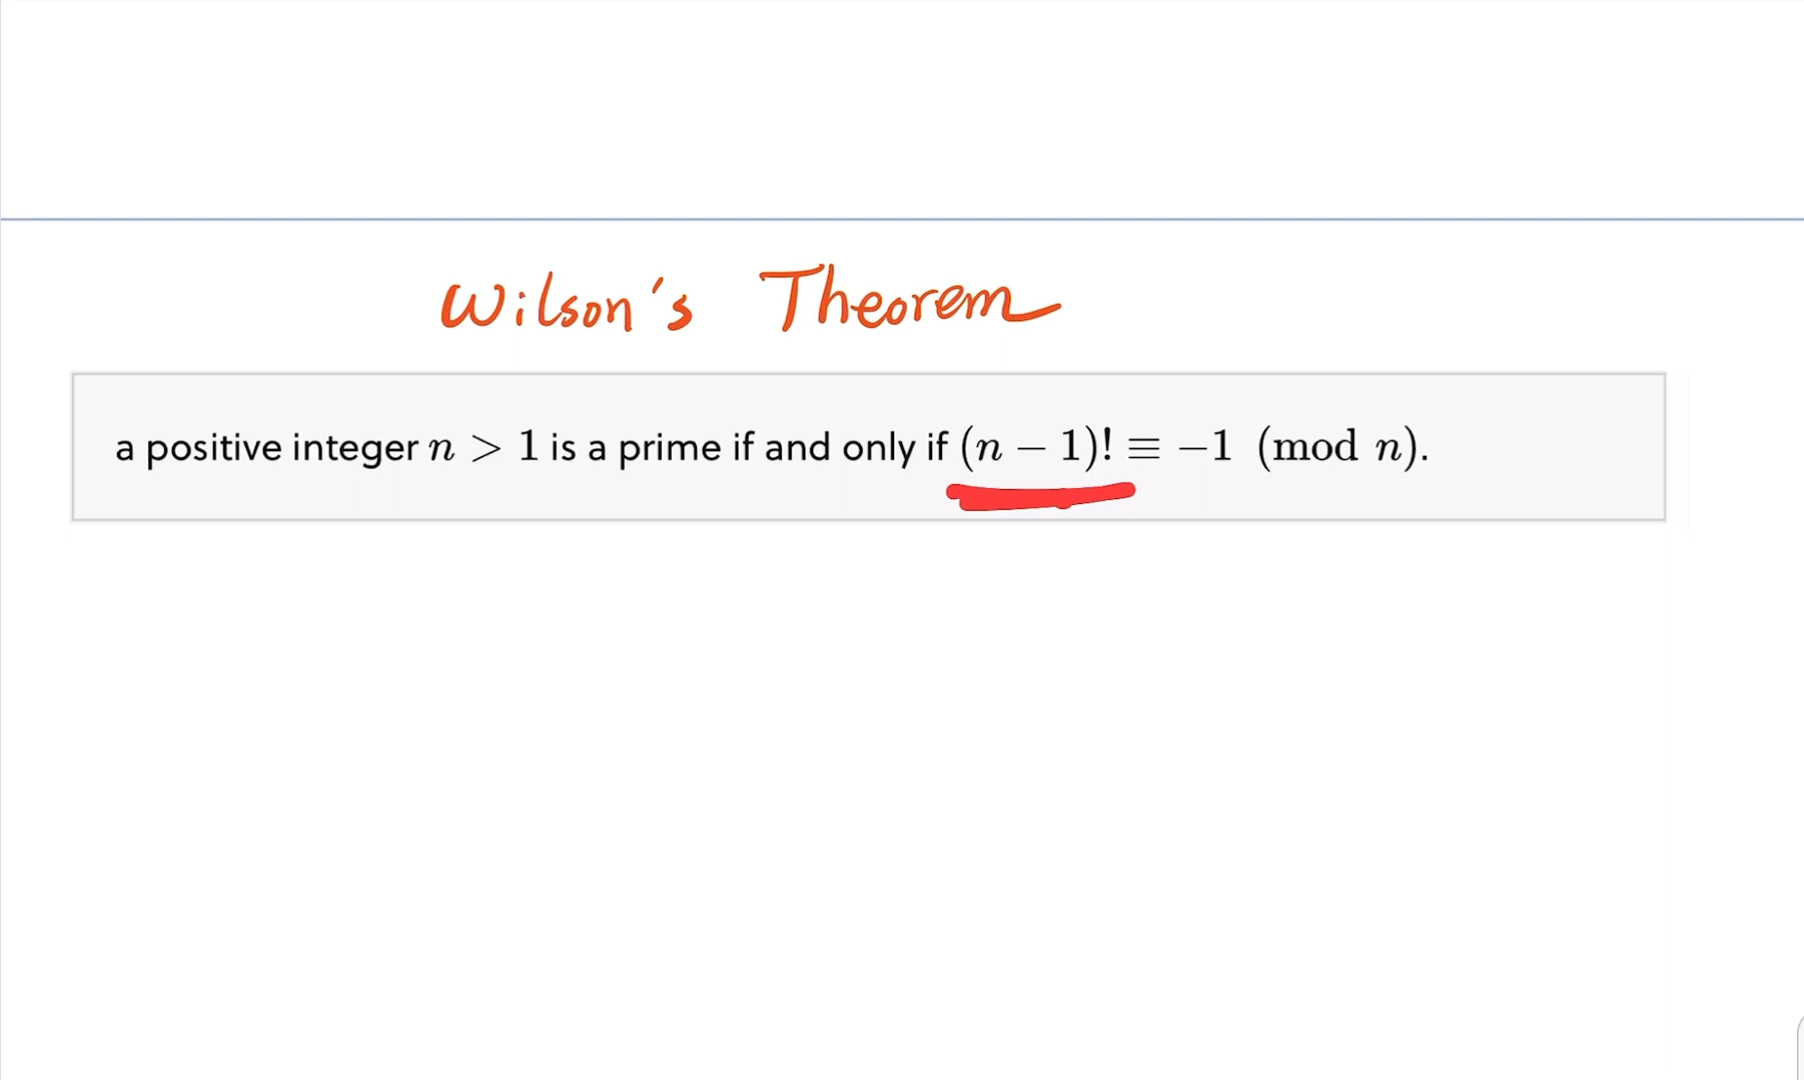 Wilson's Theorem
a positive integer n > 1 is a prime if and only if (n − 1)! ≡ −1 (mod n).